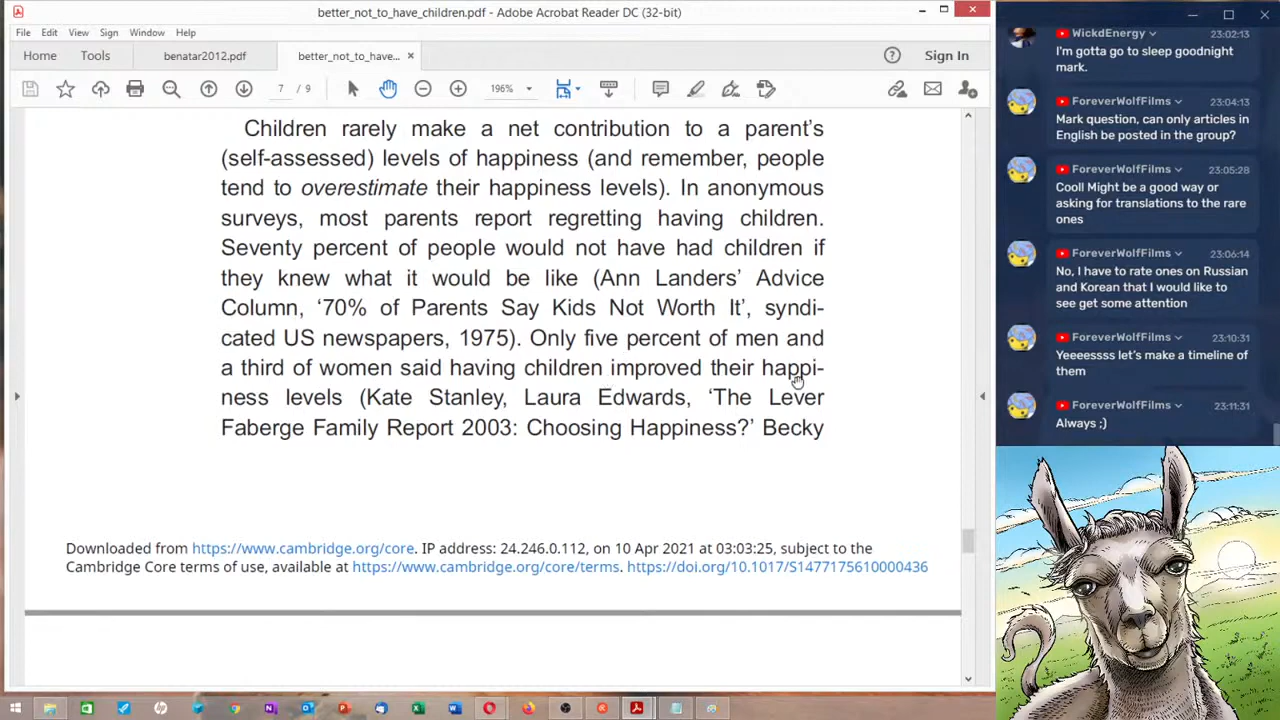 better_not_to_have_children.pdf - Adobe Acrobat Reader DC (32-bit)
File Edit View Sign Window Help
Home Tools benatar2012.pdf better_not_to_have... × Sign In
7 / 9 196%
Children rarely make a net contribution to a parent's
(self-assessed) levels of happiness (and remember, people
tend to overestimate their happiness levels). In anonymous
surveys, most parents report regretting having children.
Seventy percent of people would not have had children if
they knew what it would be like (Ann Landers' Advice
Column, '70% of Parents Say Kids Not Worth It', syndi-
cated US newspapers, 1975). Only five percent of men and
a third of women said having children improved their happi-
ness levels (Kate Stanley, Laura Edwards, 'The Lever
Faberge Family Report 2003: Choosing Happiness?' Becky
Downloaded from https://www.cambridge.org/core. IP address: 24.246.0.112, on 10 Apr 2021 at 03:03:25, subject to the
Cambridge Core terms of use, available at https://www.cambridge.org/core/terms. https://doi.org/10.1017/S1477175610000436
WickdEnergy 23:02:13
I'm gotta go to sleep goodnight
mark.
ForeverWolfFilms 23:04:13
Mark question, can only articles in
English be posted in the group?
ForeverWolfFilms 23:05:28
Cooll Might be a good way or
asking for translations to the rare
ones
ForeverWolfFilms 23:06:14
No, I have to rate ones on Russian
and Korean that I would like to
see get some attention
ForeverWolfFilms 23:10:31
Yeeeessss let's make a timeline of
them
ForeverWolfFilms 23:11:31
Always ;)